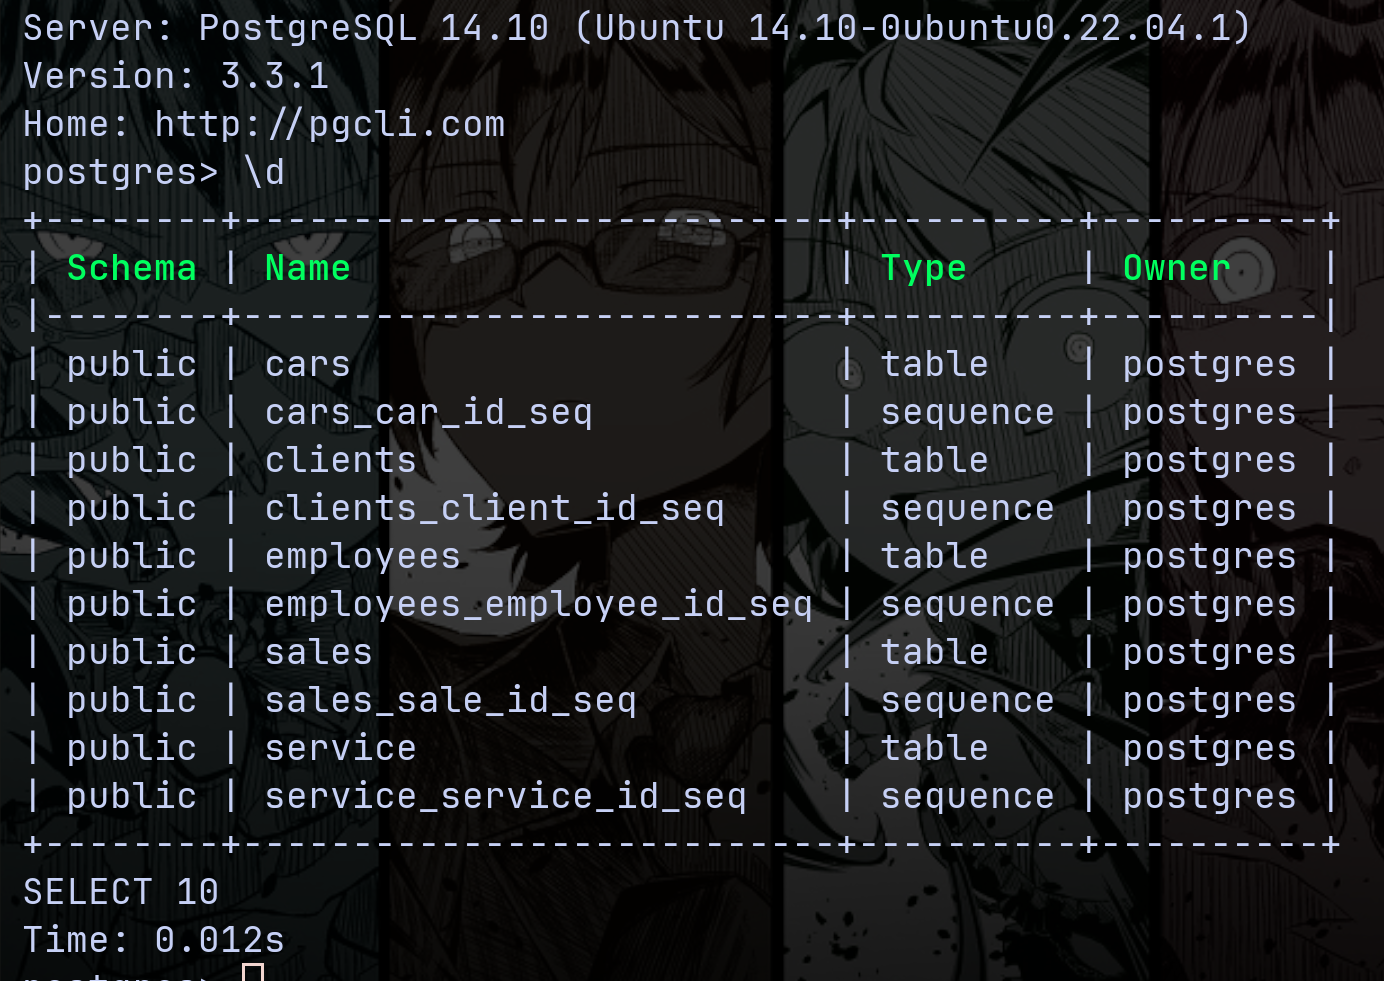 Server: PostgreSQL 14.10 (Ubuntu 14.10-0ubuntu0.22.04.1)
Version: 3.3.1
Home: http://pgcli.com
postgres> \d
+--------+---------------------------+----------+----------+
| Schema | Name                      | Type     | Owner    |
|--------+---------------------------+----------+----------|
| public | cars                      | table    | postgres |
| public | cars_car_id_seq           | sequence | postgres |
| public | clients                   | table    | postgres |
| public | clients_client_id_seq     | sequence | postgres |
| public | employees                 | table    | postgres |
| public | employees_employee_id_seq | sequence | postgres |
| public | sales                     | table    | postgres |
| public | sales_sale_id_seq         | sequence | postgres |
| public | service                   | table    | postgres |
| public | service_service_id_seq    | sequence | postgres |
+--------+---------------------------+----------+----------+
SELECT 10
Time: 0.012s
postgres>